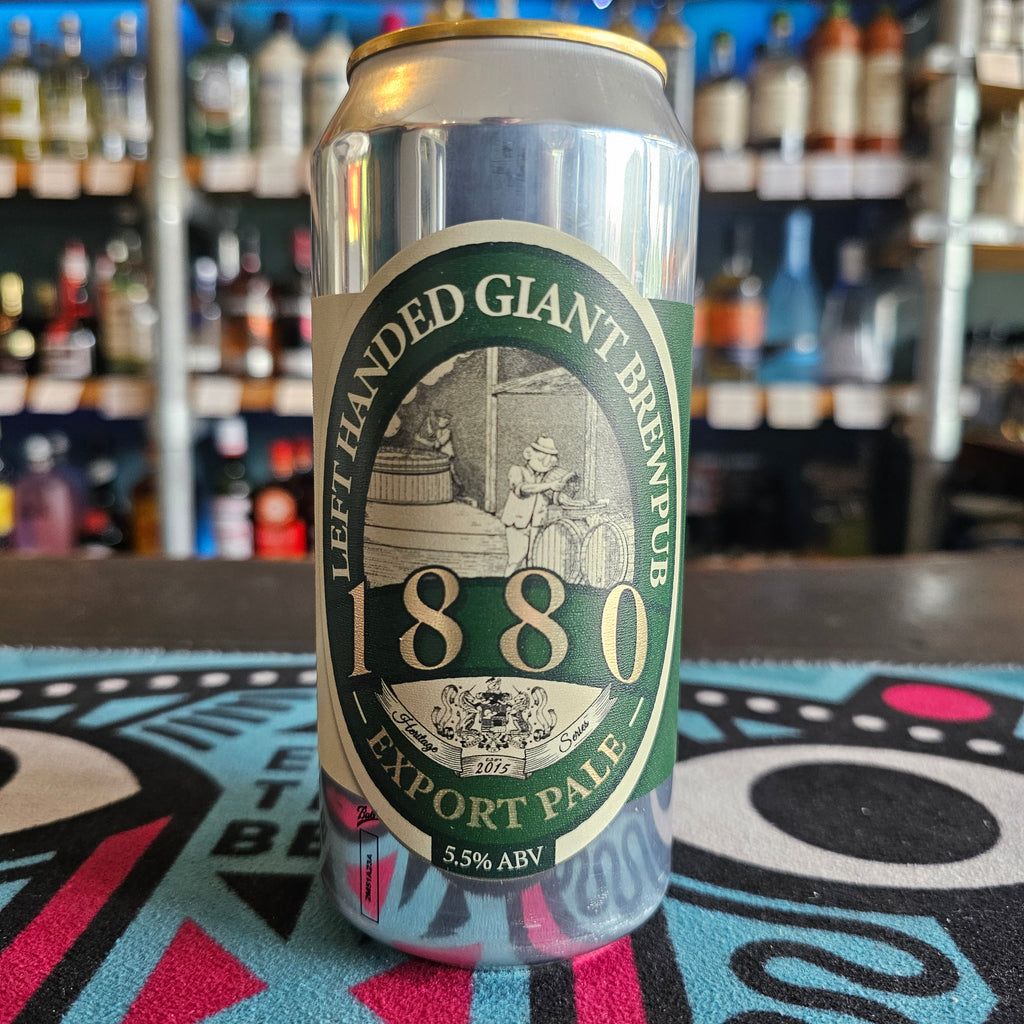 LEFT HANDED GIANT BREWPUB
1880
Heritage Series
2015
EXPORT PALE
5.5% ABV